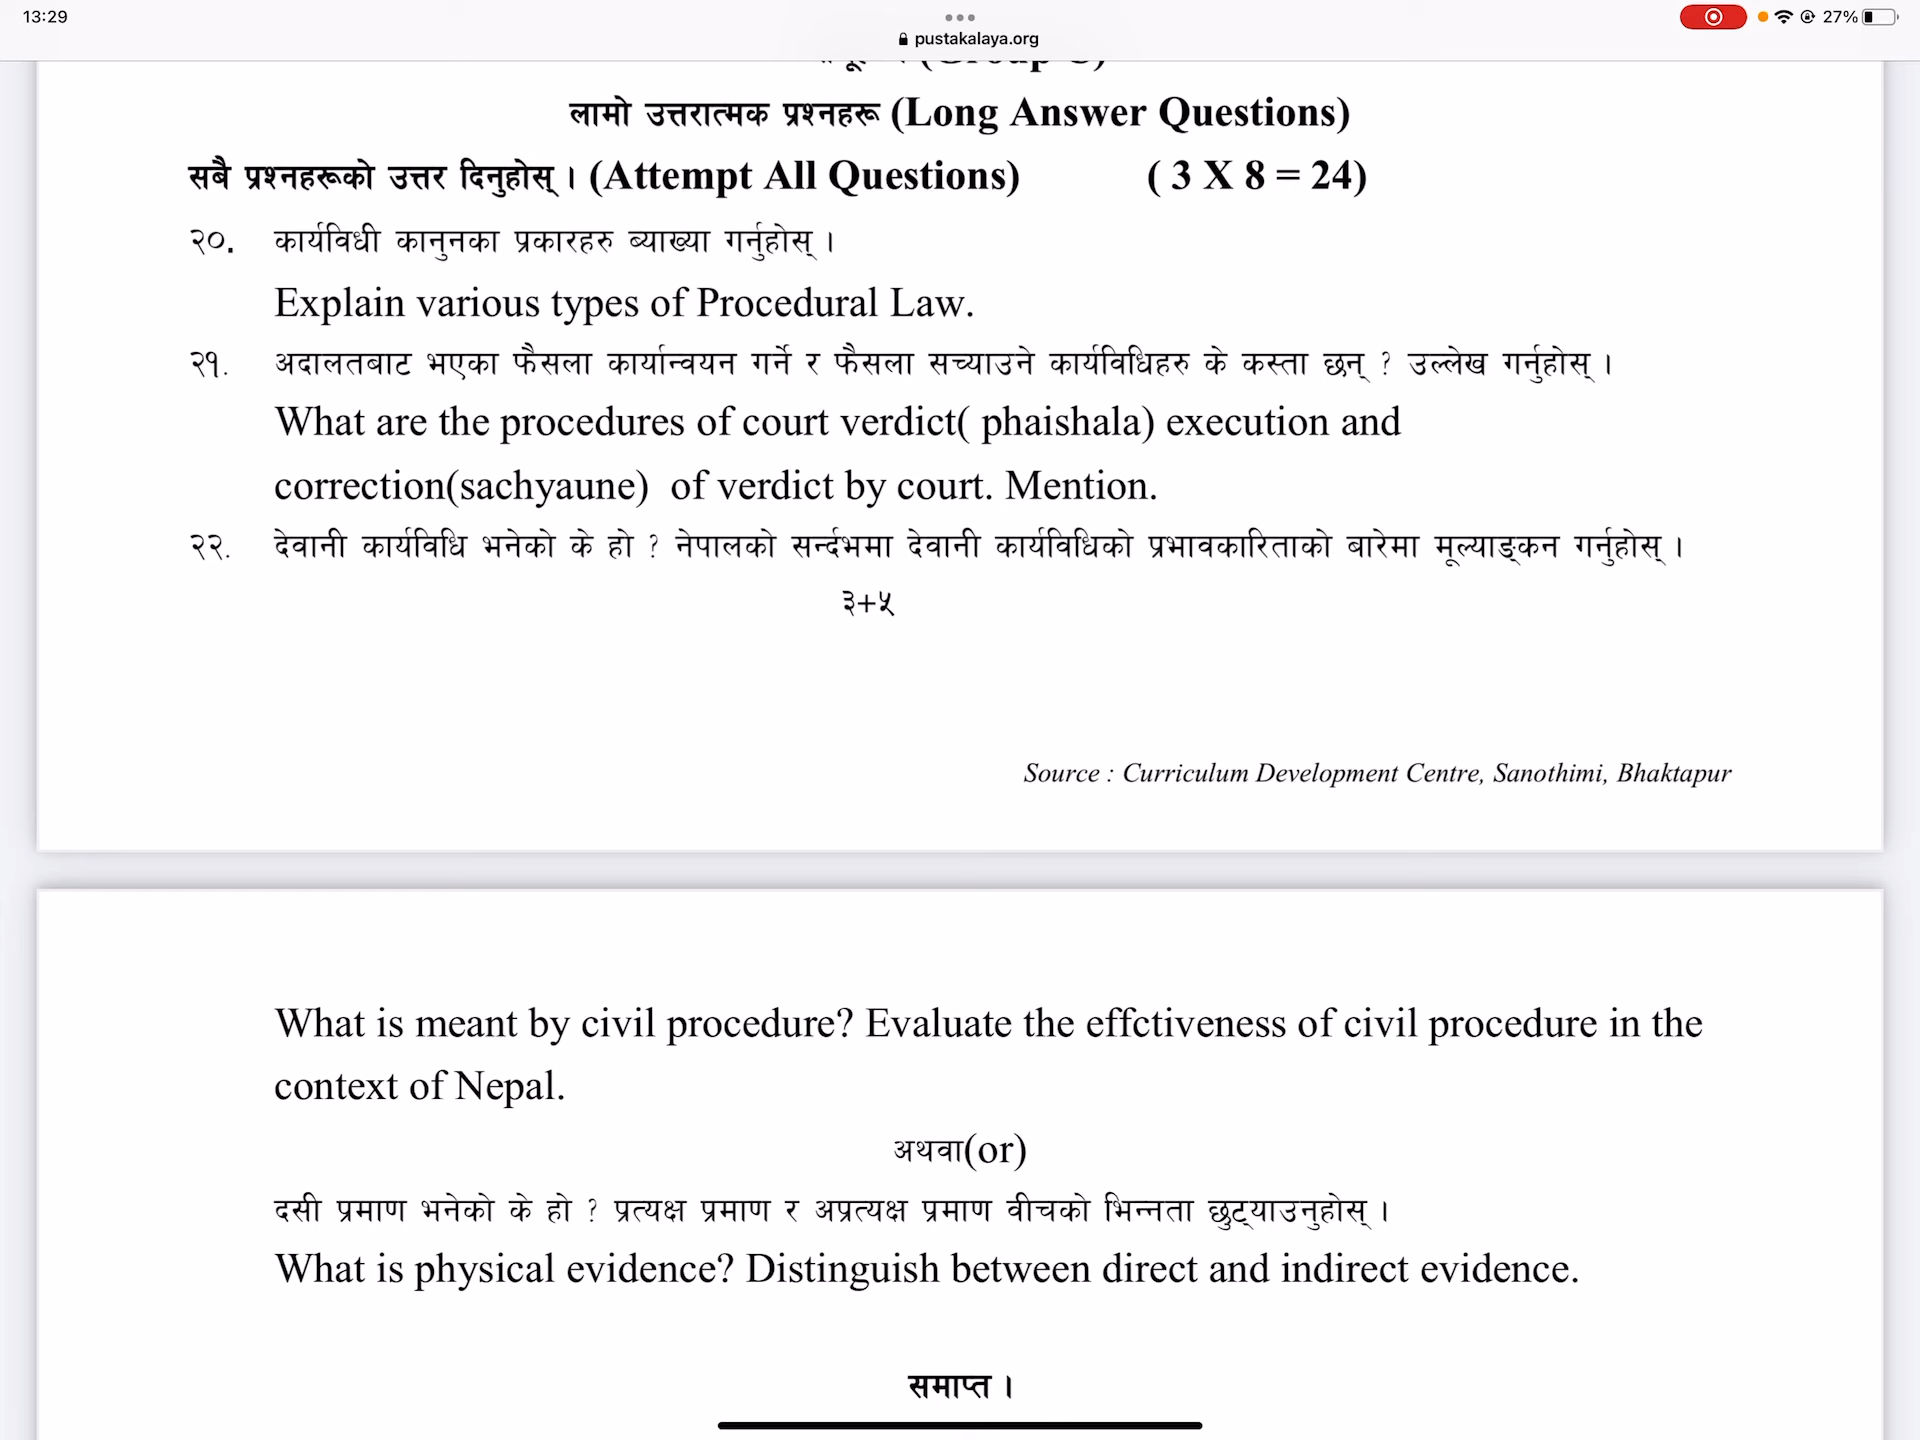 13:29
27%
pustakalaya.org
लामो उत्तरात्मक प्रश्नहरू (Long Answer Questions)
सबै प्रश्नहरूको उत्तर दिनुहोस् । (Attempt All Questions) ( 3 X 8 = 24)
२०. कार्यविधी कानुनका प्रकारहरु ब्याख्या गर्नुहोस् ।
Explain various types of Procedural Law.
२१. अदालतबाट भएका फैसला कार्यान्वयन गर्ने र फैसला सच्याउने कार्यविधिहरु के कस्ता छन् ? उल्लेख गर्नुहोस् ।
What are the procedures of court verdict( phaishala) execution and
correction(sachyaune) of verdict by court. Mention.
२२. देवानी कार्यविधि भनेको के हो ? नेपालको सर्न्दभमा देवानी कार्यविधिको प्रभावकारिताको बारेमा मूल्याङ्कन गर्नुहोस् ।
३+५
Source : Curriculum Development Centre, Sanothimi, Bhaktapur
What is meant by civil procedure? Evaluate the effctiveness of civil procedure in the
context of Nepal.
अथवा(or)
दसी प्रमाण भनेको के हो ? प्रत्यक्ष प्रमाण र अप्रत्यक्ष प्रमाण वीचको भिन्नता छुट्याउनुहोस् ।
What is physical evidence? Distinguish between direct and indirect evidence.
समाप्त ।